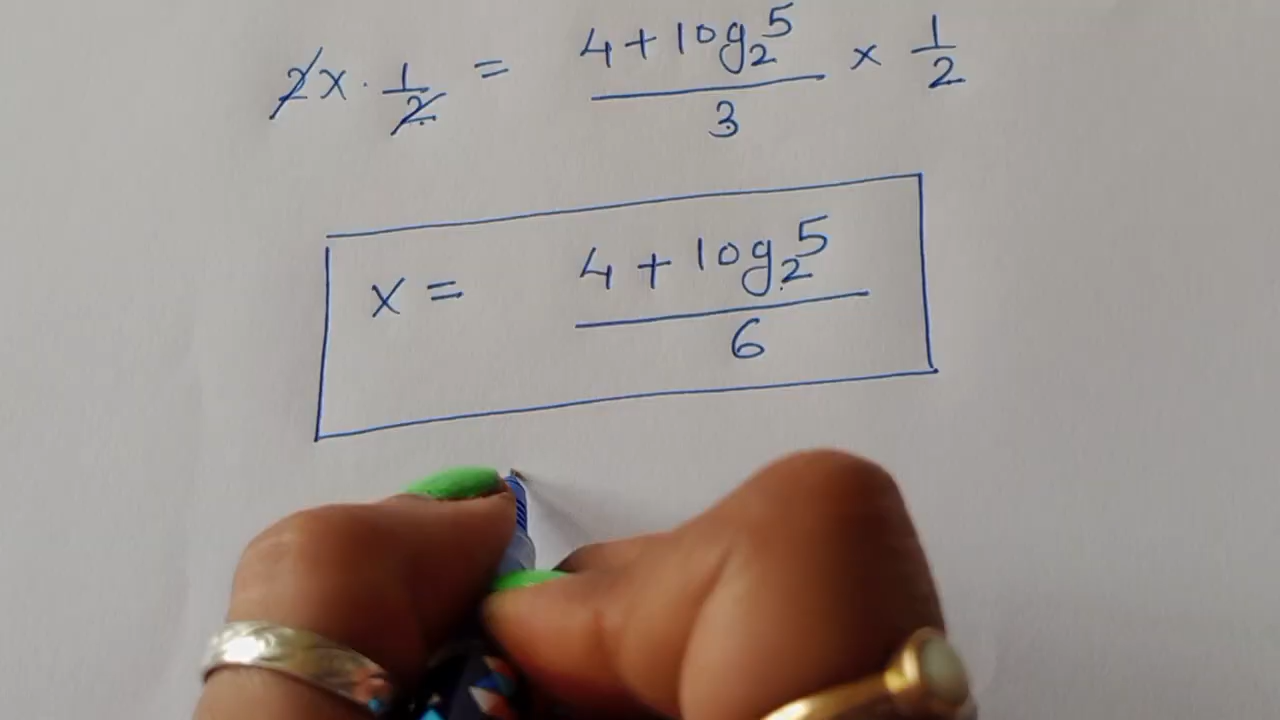 2x · 1/2 = (4 + log₂5)/3 × 1/2
x = (4 + log₂5)/6